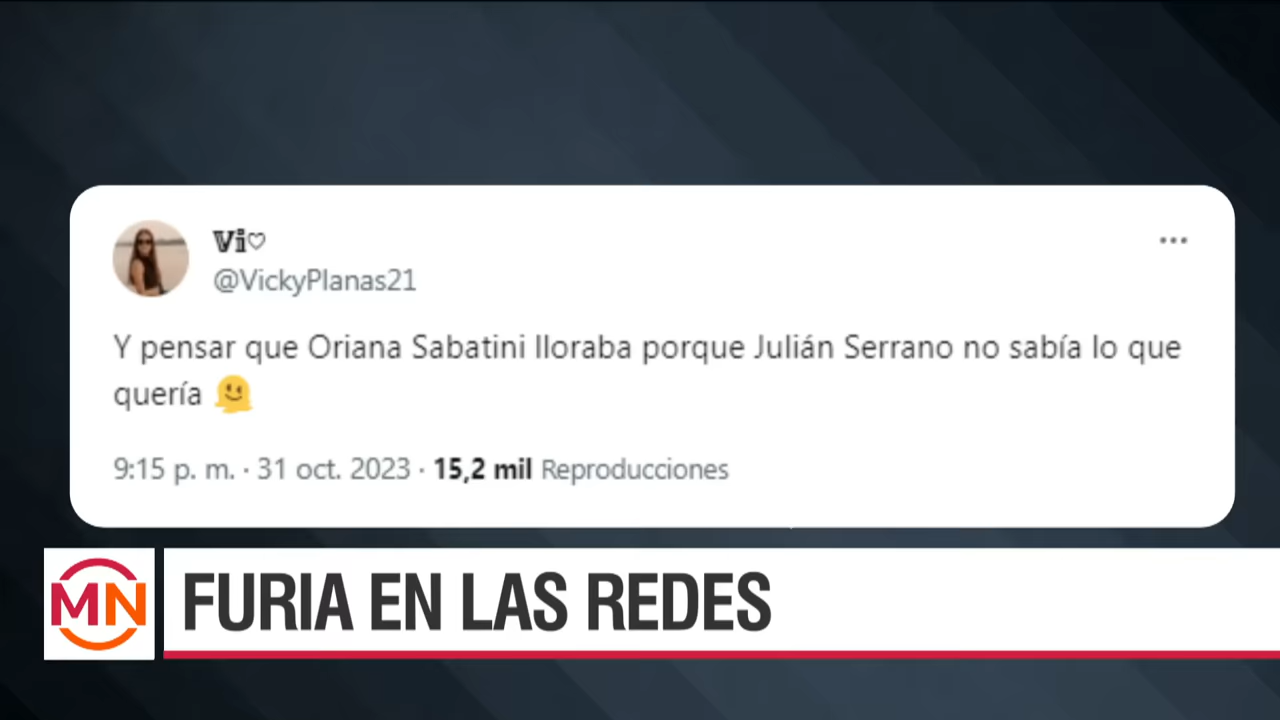 Vi♡
@VickyPlanas21
Y pensar que Oriana Sabatini lloraba porque Julián Serrano no sabía lo que
quería 🫠
9:15 p. m. · 31 oct. 2023 · 15,2 mil Reproducciones
MN
FURIA EN LAS REDES